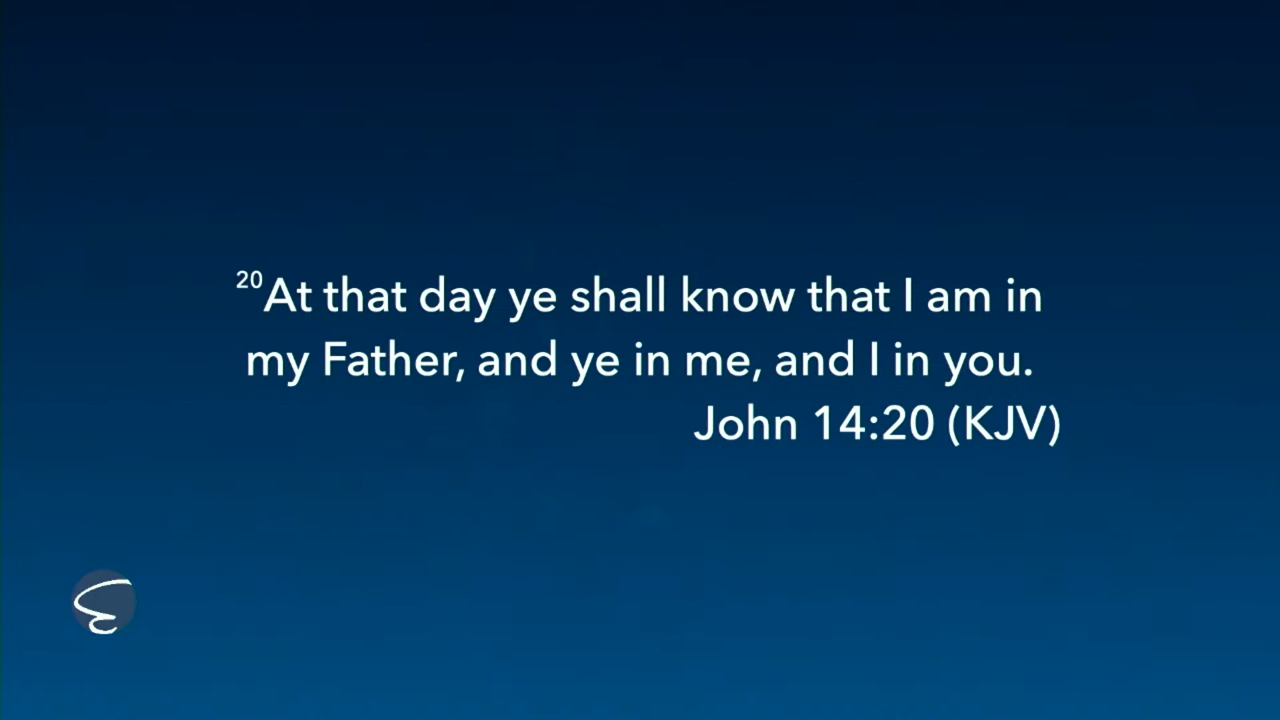 20At that day ye shall know that I am in
my Father, and ye in me, and I in you.
John 14:20 (KJV)